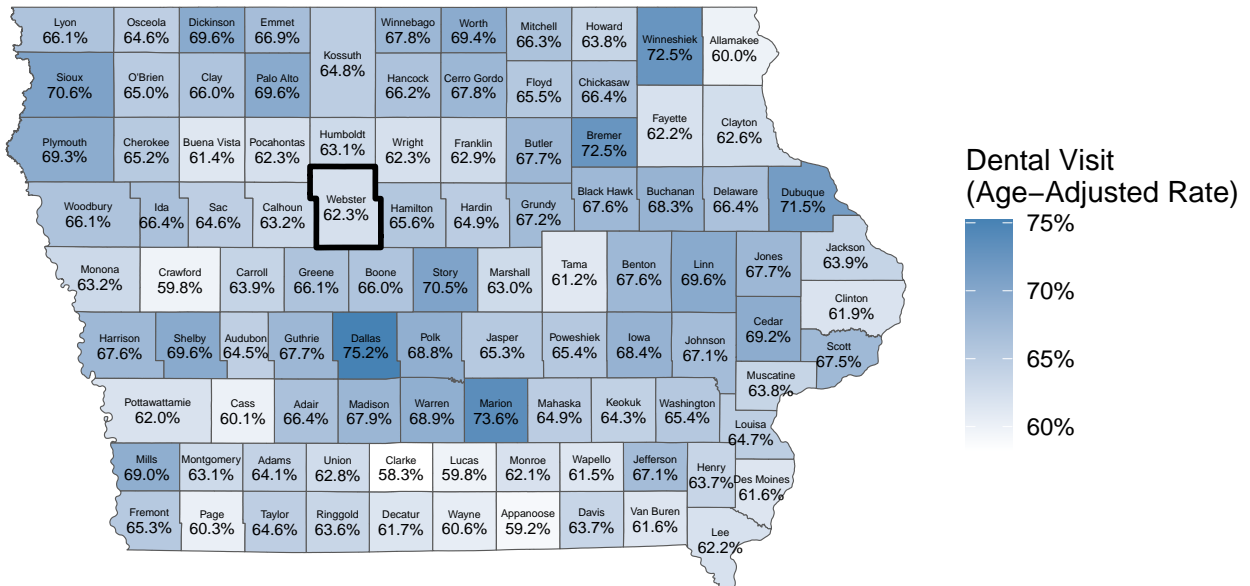 Lyon
66.1%
Osceola
64.6%
Dickinson
69.6%
Emmet
66.9%
Winnebago
67.8%
Worth
69.4%
Mitchell
66.3%
Howard
63.8%
Winneshiek
72.5%
Allamakee
60.0%
Kossuth
64.8%
Sioux
70.6%
O'Brien
65.0%
Clay
66.0%
Palo Alto
69.6%
Hancock
66.2%
Cerro Gordo
67.8%
Floyd
65.5%
Chickasaw
66.4%
Fayette
62.2%
Clayton
62.6%
Plymouth
69.3%
Cherokee
65.2%
Buena Vista
61.4%
Pocahontas
62.3%
Humboldt
63.1%
Wright
62.3%
Franklin
62.9%
Butler
67.7%
Bremer
72.5%
Woodbury
66.1%
Ida
66.4%
Sac
64.6%
Calhoun
63.2%
Webster
62.3%
Hamilton
65.6%
Hardin
64.9%
Grundy
67.2%
Black Hawk
67.6%
Buchanan
68.3%
Delaware
66.4%
Dubuque
71.5%
Monona
63.2%
Crawford
59.8%
Carroll
63.9%
Greene
66.1%
Boone
66.0%
Story
70.5%
Marshall
63.0%
Tama
61.2%
Benton
67.6%
Linn
69.6%
Jones
67.7%
Jackson
63.9%
Clinton
61.9%
Harrison
67.6%
Shelby
69.6%
Audubon
64.5%
Guthrie
67.7%
Dallas
75.2%
Polk
68.8%
Jasper
65.3%
Poweshiek
65.4%
Iowa
68.4%
Johnson
67.1%
Cedar
69.2%
Scott
67.5%
Muscatine
63.8%
Pottawattamie
62.0%
Cass
60.1%
Adair
66.4%
Madison
67.9%
Warren
68.9%
Marion
73.6%
Mahaska
64.9%
Keokuk
64.3%
Washington
65.4%
Louisa
64.7%
Mills
69.0%
Montgomery
63.1%
Adams
64.1%
Union
62.8%
Clarke
58.3%
Lucas
59.8%
Monroe
62.1%
Wapello
61.5%
Jefferson
67.1%
Henry
63.7%
Des Moines
61.6%
Fremont
65.3%
Page
60.3%
Taylor
64.6%
Ringgold
63.6%
Decatur
61.7%
Wayne
60.6%
Appanoose
59.2%
Davis
63.7%
Van Buren
61.6%
Lee
62.2%
Dental Visit
(Age−Adjusted Rate)
75%
70%
65%
60%